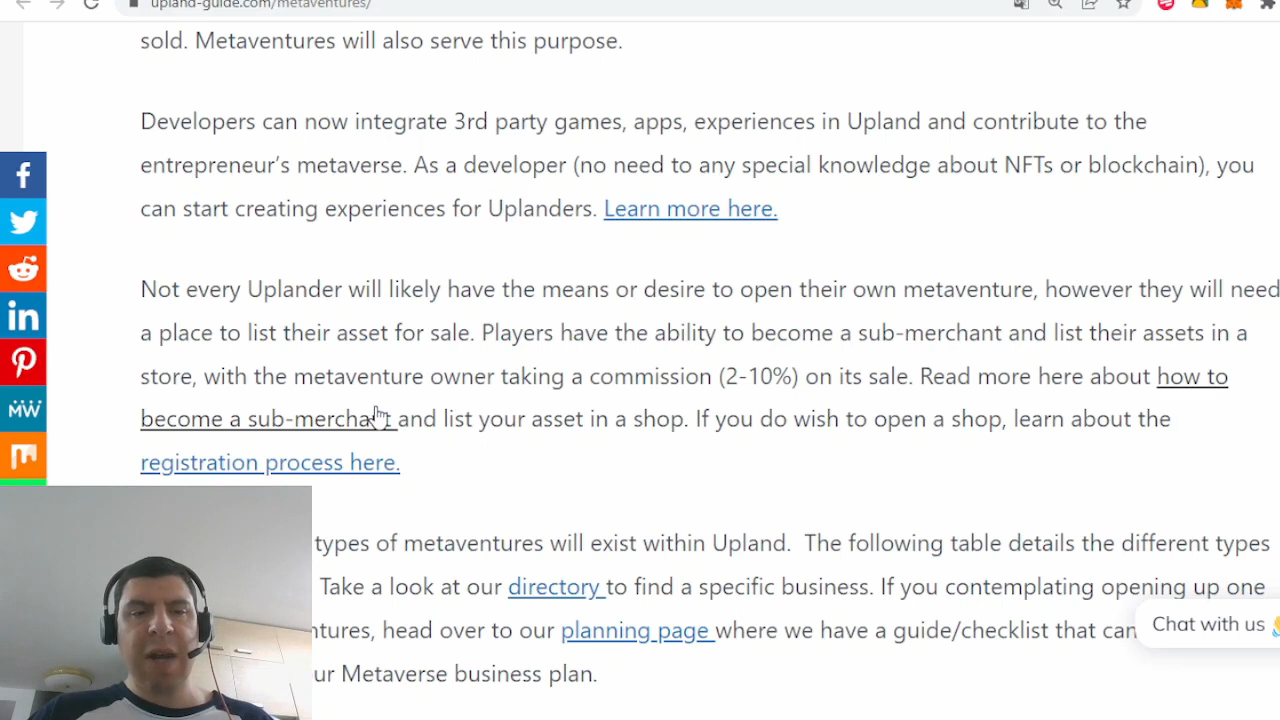 upland-guide.com/metaventures/
sold. Metaventures will also serve this purpose.
Developers can now integrate 3rd party games, apps, experiences in Upland and contribute to the
entrepreneur's metaverse. As a developer (no need to any special knowledge about NFTs or blockchain), you
can start creating experiences for Uplanders. Learn more here.
Not every Uplander will likely have the means or desire to open their own metaventure, however they will need
a place to list their asset for sale. Players have the ability to become a sub-merchant and list their assets in a
store, with the metaventure owner taking a commission (2-10%) on its sale. Read more here about how to
become a sub-merchant and list your asset in a shop. If you do wish to open a shop, learn about the
registration process here.
types of metaventures will exist within Upland. The following table details the different types
Take a look at our directory to find a specific business. If you contemplating opening up one
ntures, head over to our planning page where we have a guide/checklist that can
Chat with us
ur Metaverse business plan.